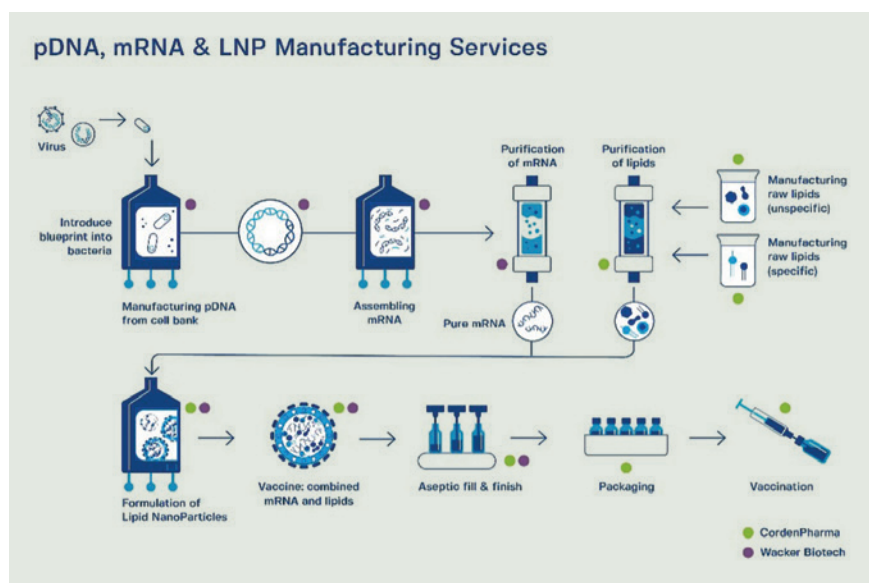 pDNA, mRNA & LNP Manufacturing Services
Virus
Introduce
blueprint into
bacteria
Manufacturing pDNA
from cell bank
Assembling
mRNA
Purification
of mRNA
Purification
of lipids
Manufacturing
raw lipids
(unspecific)
Manufacturing
raw lipids
(specific)
Pure mRNA
Formulation of
Lipid NanoParticles
Vaccine: combined
mRNA and lipids
Aseptic fill & finish
Packaging
Vaccination
CordenPharma
Wacker Biotech